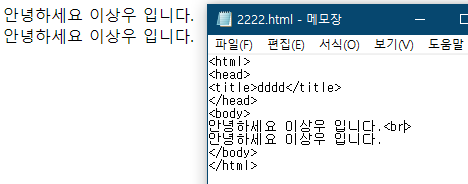 안녕하세요 이상우 입니다.
안녕하세요 이상우 입니다.
2222.html - 메모장
파일(F) 편집(E) 서식(O) 보기(V) 도움말
<html>
<head>
<title>dddd</title>
</head>
<body>
안녕하세요 이상우 입니다.<br>
안녕하세요 이상우 입니다.
</body>
</html>